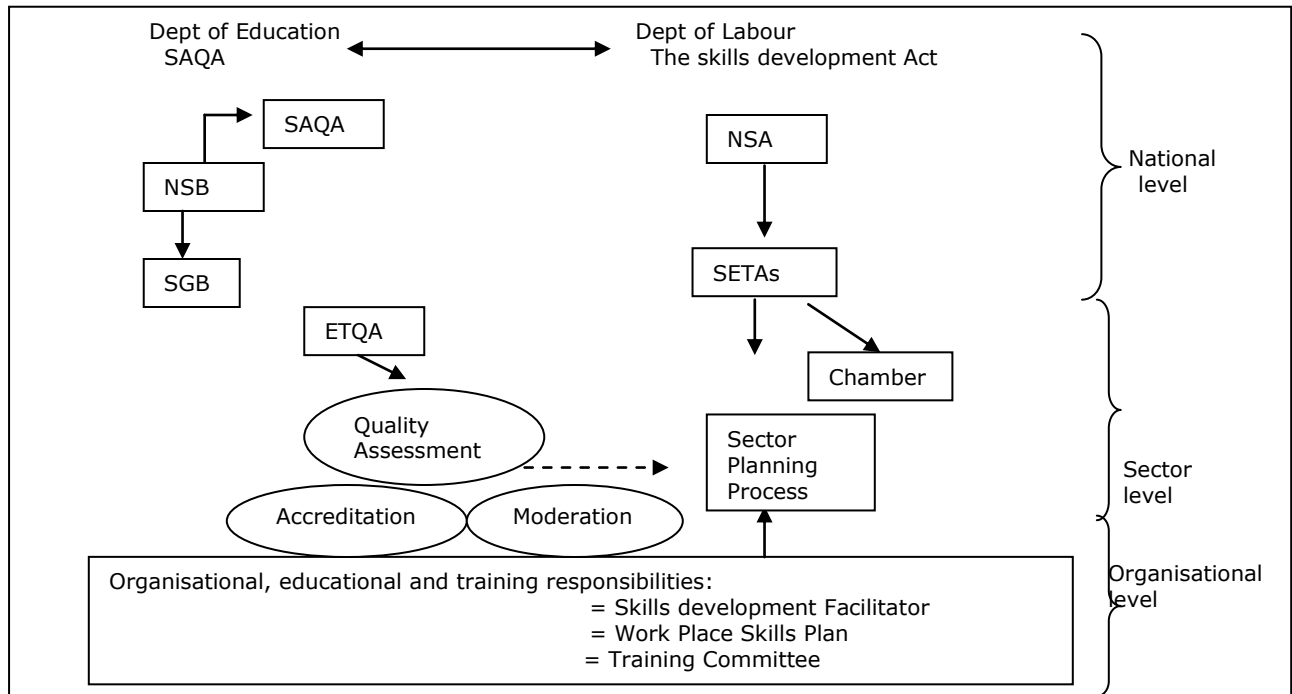 Dept of Education
SAQA
Dept of Labour
The skills development Act
SAQA
NSA
National
level
NSB
SGB
SETAs
ETQA
Chamber
Quality
Assessment
Sector
Planning
Process
Sector
level
Accreditation
Moderation
Organisational
level
Organisational, educational and training responsibilities:
= Skills development Facilitator
= Work Place Skills Plan
= Training Committee